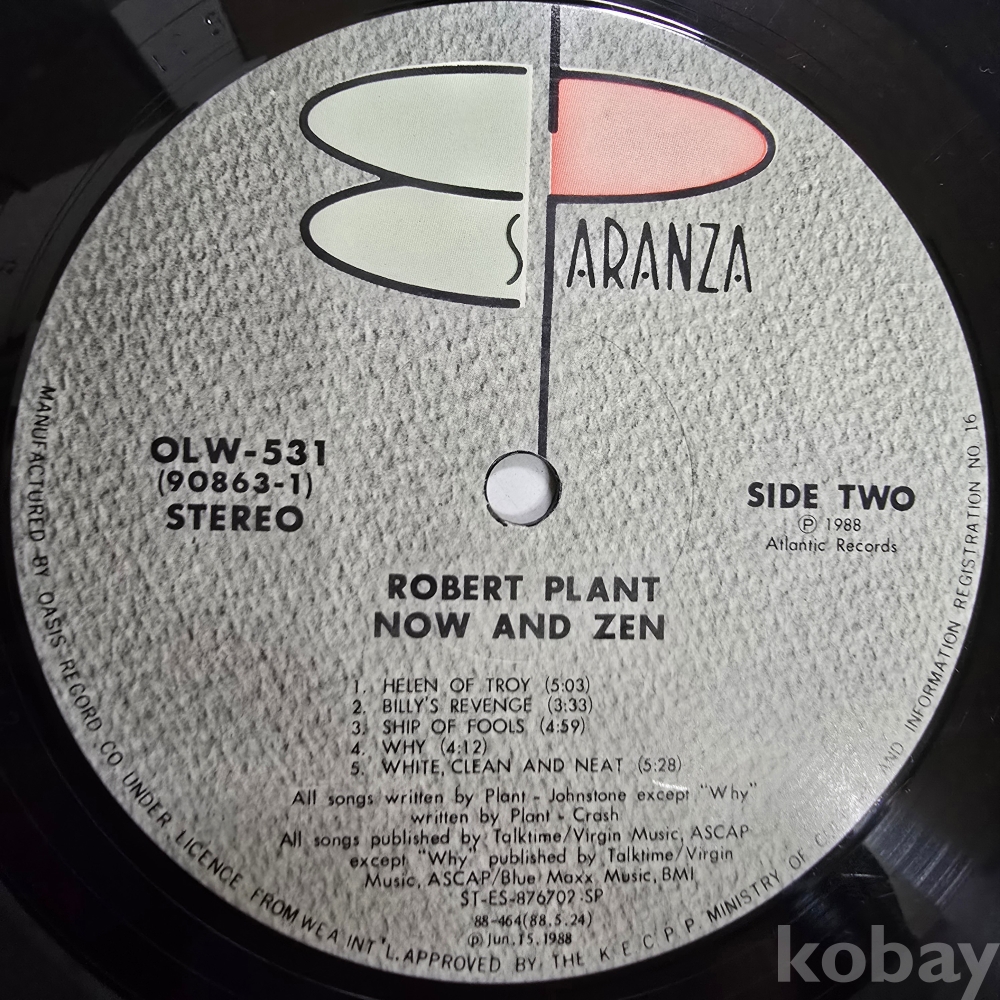 ESPARANZA
OLW-531
(90863-1)
STEREO
SIDE TWO
Ⓟ 1988
Atlantic Records
ROBERT PLANT
NOW AND ZEN
1. HELEN OF TROY (5:03)
2. BILLY'S REVENGE (3:33)
3. SHIP OF FOOLS (4:59)
4. WHY (4:12)
5. WHITE, CLEAN AND NEAT (5:28)
All songs written by Plant - Johnstone except "Why"
written by Plant - Crash
All songs published by Talktime/Virgin Music, ASCAP
except "Why" published by Talktime/Virgin
Music, ASCAP/Blue Maxx Music, BMI
ST-ES-876702-SP
88-464(88.5.24)
Ⓟ Jun.15.1988
MANUFACTURED BY OASIS RECORD CO UNDER LICENCE FROM WEA INT'L. APPROVED BY THE K E C P P. MINISTRY OF AND INFORMATION REGISTRATION NO. 16
kobay